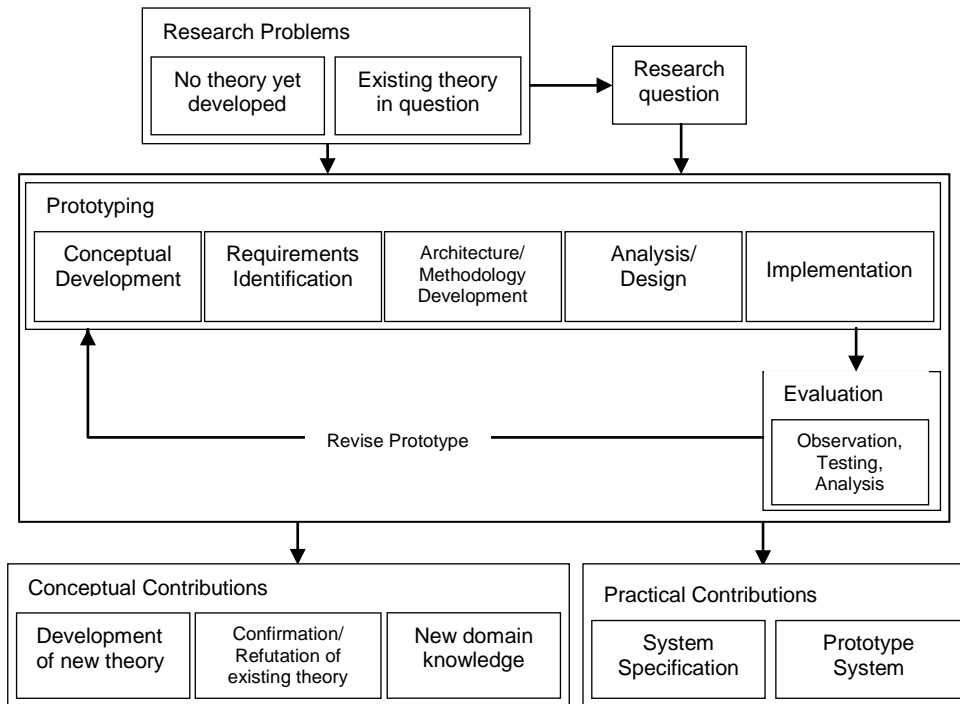 Research Problems
No theory yet
developed
Existing theory
in question
Research
question
Prototyping
Conceptual
Development
Requirements
Identification
Architecture/
Methodology
Development
Analysis/
Design
Implementation
Evaluation
Observation,
Testing,
Analysis
Revise Prototype
Conceptual Contributions
Development
of new theory
Confirmation/
Refutation of
existing theory
New domain
knowledge
Practical Contributions
System
Specification
Prototype
System